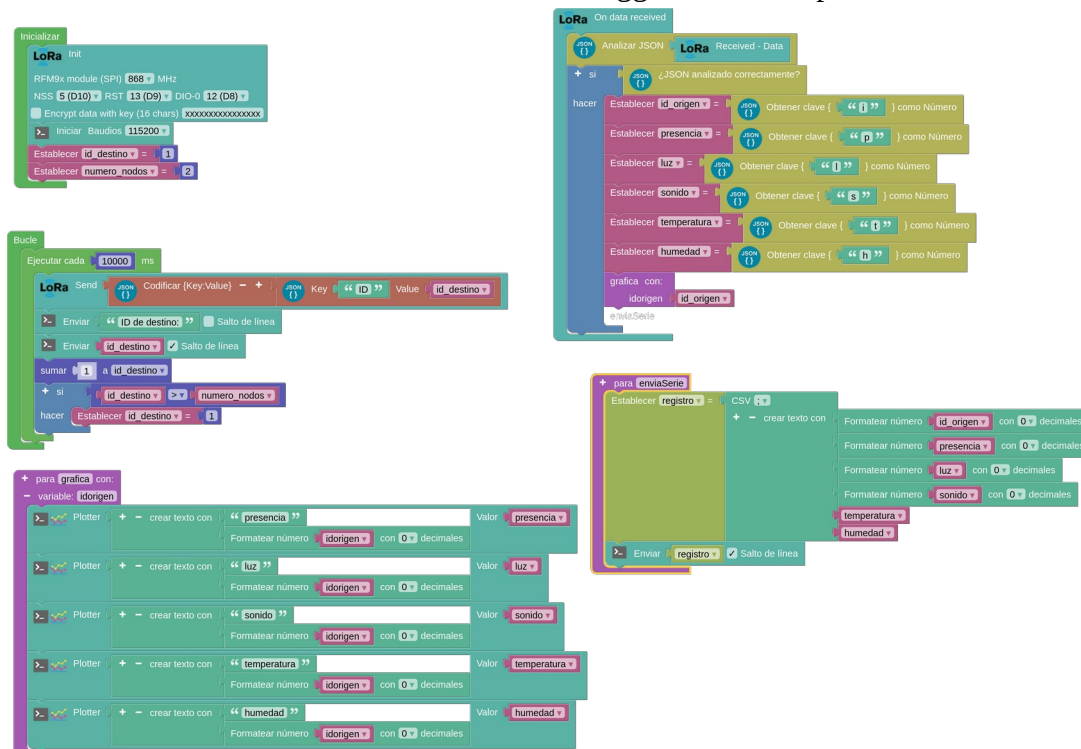 Inicializar
LoRa Init
RFM9x module (SPI) 868 MHz
NSS 5 (D10) RST 13 (D9) DIO-0 12 (D8)
Encrypt data with key (16 chars) xxxxxxxxxxxxxxxx
Iniciar Baudios 115200
Establecer id_destino = 1
Establecer numero_nodos = 2
Bucle
Ejecutar cada 10000 ms
LoRa Send JSON { } Codificar {Key:Value} - + JSON { } Key “ ID ” Value id_destino
Enviar “ ID de destino: ” Salto de línea
Enviar id_destino Salto de línea
sumar 1 a id_destino
+ si id_destino > numero_nodos
hacer Establecer id_destino = 1
+ para grafica con:
- variable: idorigen
Plotter + - crear texto con “ presencia ” Valor presencia
Formatear número idorigen con 0 decimales
Plotter + - crear texto con “ luz ” Valor luz
Formatear número idorigen con 0 decimales
Plotter + - crear texto con “ sonido ” Valor sonido
Formatear número idorigen con 0 decimales
Plotter + - crear texto con “ temperatura ” Valor temperatura
Formatear número idorigen con 0 decimales
Plotter + - crear texto con “ humedad ” Valor humedad
Formatear número idorigen con 0 decimales
LoRa On data received
JSON { } Analizar JSON LoRa Received - Data
+ si JSON { } ¿JSON analizado correctamente?
hacer Establecer id_origen = JSON { } Obtener clave { “ i ” } como Número
Establecer presencia = JSON { } Obtener clave { “ p ” } como Número
Establecer luz = JSON { } Obtener clave { “ l ” } como Número
Establecer sonido = JSON { } Obtener clave { “ s ” } como Número
Establecer temperatura = JSON { } Obtener clave { “ t ” } como Número
Establecer humedad = JSON { } Obtener clave { “ h ” } como Número
grafica con:
idorigen id_origen
enviaSerie
+ para enviaSerie
Establecer registro = CSV ;
+ - crear texto con Formatear número id_origen con 0 decimales
Formatear número presencia con 0 decimales
Formatear número luz con 0 decimales
Formatear número sonido con 0 decimales
temperatura
humedad
Enviar registro Salto de línea